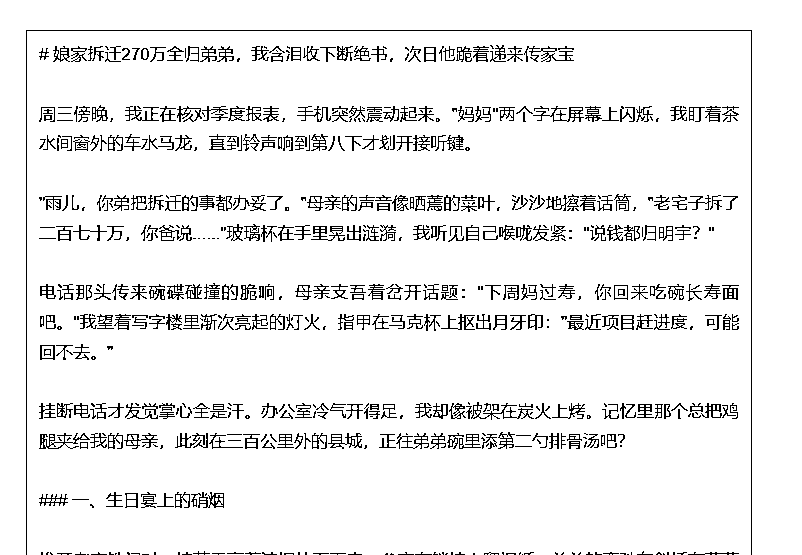 # 娘家拆迁270万全归弟弟，我含泪收下断绝书，次日他跪着递来传家宝
周三傍晚，我正在核对季度报表，手机突然震动起来。"妈妈"两个字在屏幕上闪烁，我盯着茶
水间窗外的车水马龙，直到铃声响到第八下才划开接听键。
"雨儿，你弟把拆迁的事都办妥了。"母亲的声音像晒蔫的菜叶，沙沙地擦着话筒，"老宅子拆了
二百七十万，你爸说……"玻璃杯在手里晃出涟漪，我听见自己喉咙发紧："说钱都归明宇？"
电话那头传来碗碟碰撞的脆响，母亲支吾着岔开话题："下周妈过寿，你回来吃碗长寿面
吧。"我望着写字楼里渐次亮起的灯火，指甲在马克杯上抠出月牙印："最近项目赶进度，可能
回不去。"
挂断电话才发觉掌心全是汗。办公室冷气开得足，我却像被架在炭火上烤。记忆里那个总把鸡
腿夹给我的母亲，此刻在三百公里外的县城，正往弟弟碗里添第二勺排骨汤吧？
### 一、生日宴上的硝烟